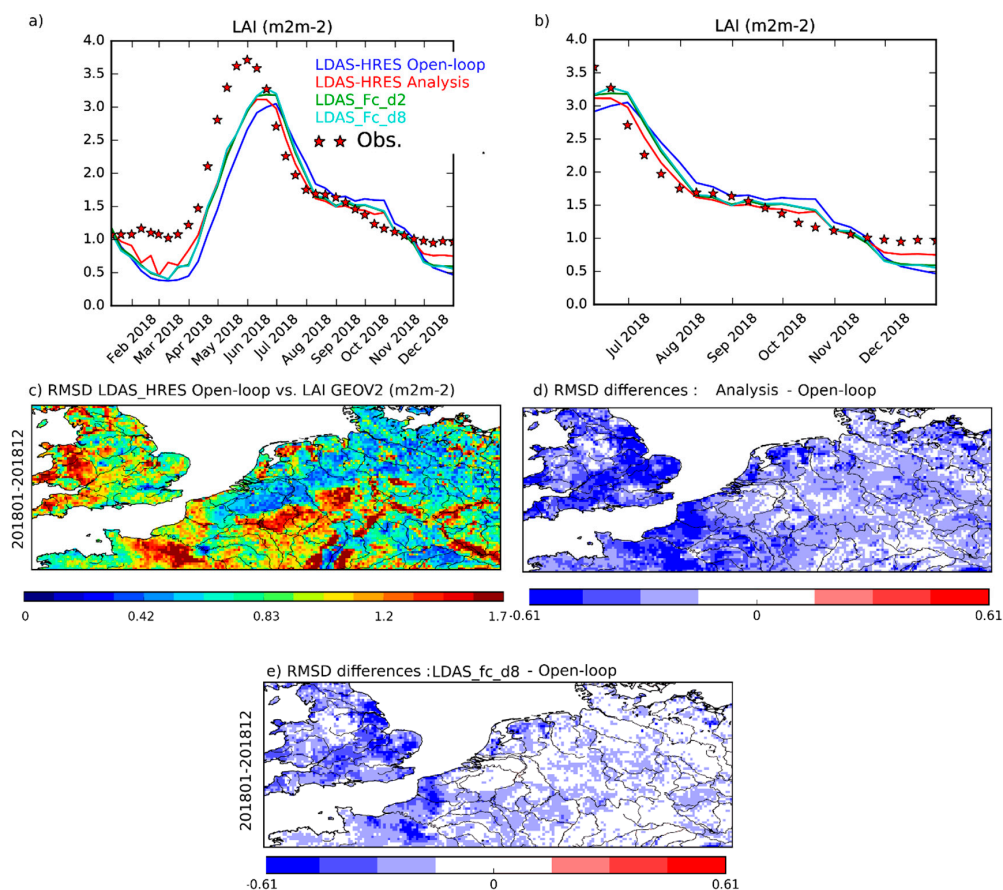 a)
LAI (m2m-2)
4.0
3.5
3.0
2.5
2.0
1.5
1.0
0.5
0.0
LDAS-HRES Open-loop
LDAS-HRES Analysis
LDAS_Fc_d2
LDAS_Fc_d8
Obs.
Feb 2018
Mar 2018
Apr 2018
May 2018
Jun 2018
Jul 2018
Aug 2018
Sep 2018
Oct 2018
Nov 2018
Dec 2018
b)
LAI (m2m-2)
4.0
3.5
3.0
2.5
2.0
1.5
1.0
0.5
0.0
Jul 2018
Aug 2018
Sep 2018
Oct 2018
Nov 2018
Dec 2018
c) RMSD LDAS_HRES Open-loop vs. LAI GEOV2 (m2m-2)
201801-201812
0 0.42 0.83 1.2 1.7
d) RMSD differences : Analysis - Open-loop
-0.61 0 0.61
e) RMSD differences :LDAS_fc_d8 - Open-loop
201801-201812
-0.61 0 0.61